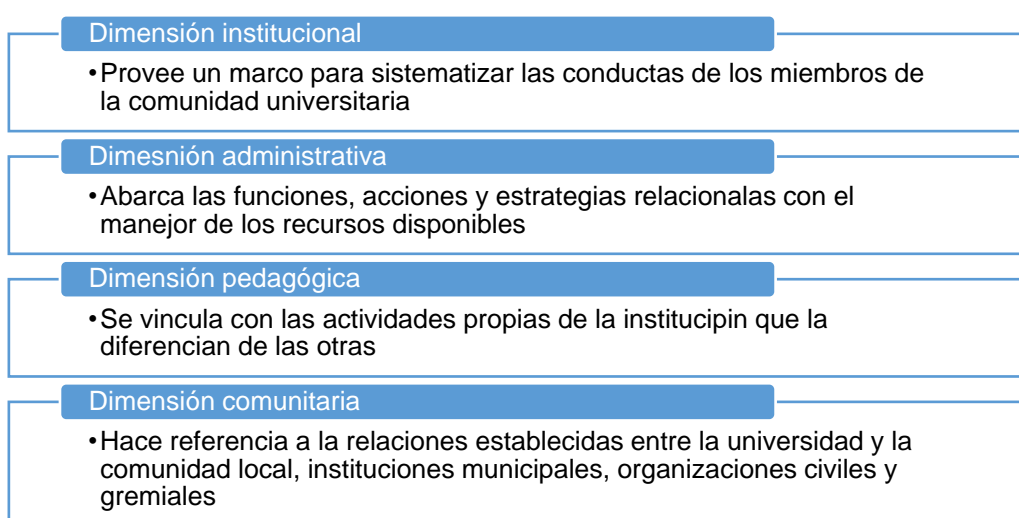 Dimensión institucional
•Provee un marco para sistematizar las conductas de los miembros de
la comunidad universitaria
Dimesnión administrativa
•Abarca las funciones, acciones y estrategias relacionalas con el
manejor de los recursos disponibles
Dimensión pedagógica
•Se vincula con las actividades propias de la institucipin que la
diferencian de las otras
Dimensión comunitaria
•Hace referencia a la relaciones establecidas entre la universidad y la
comunidad local, instituciones municipales, organizaciones civiles y
gremiales